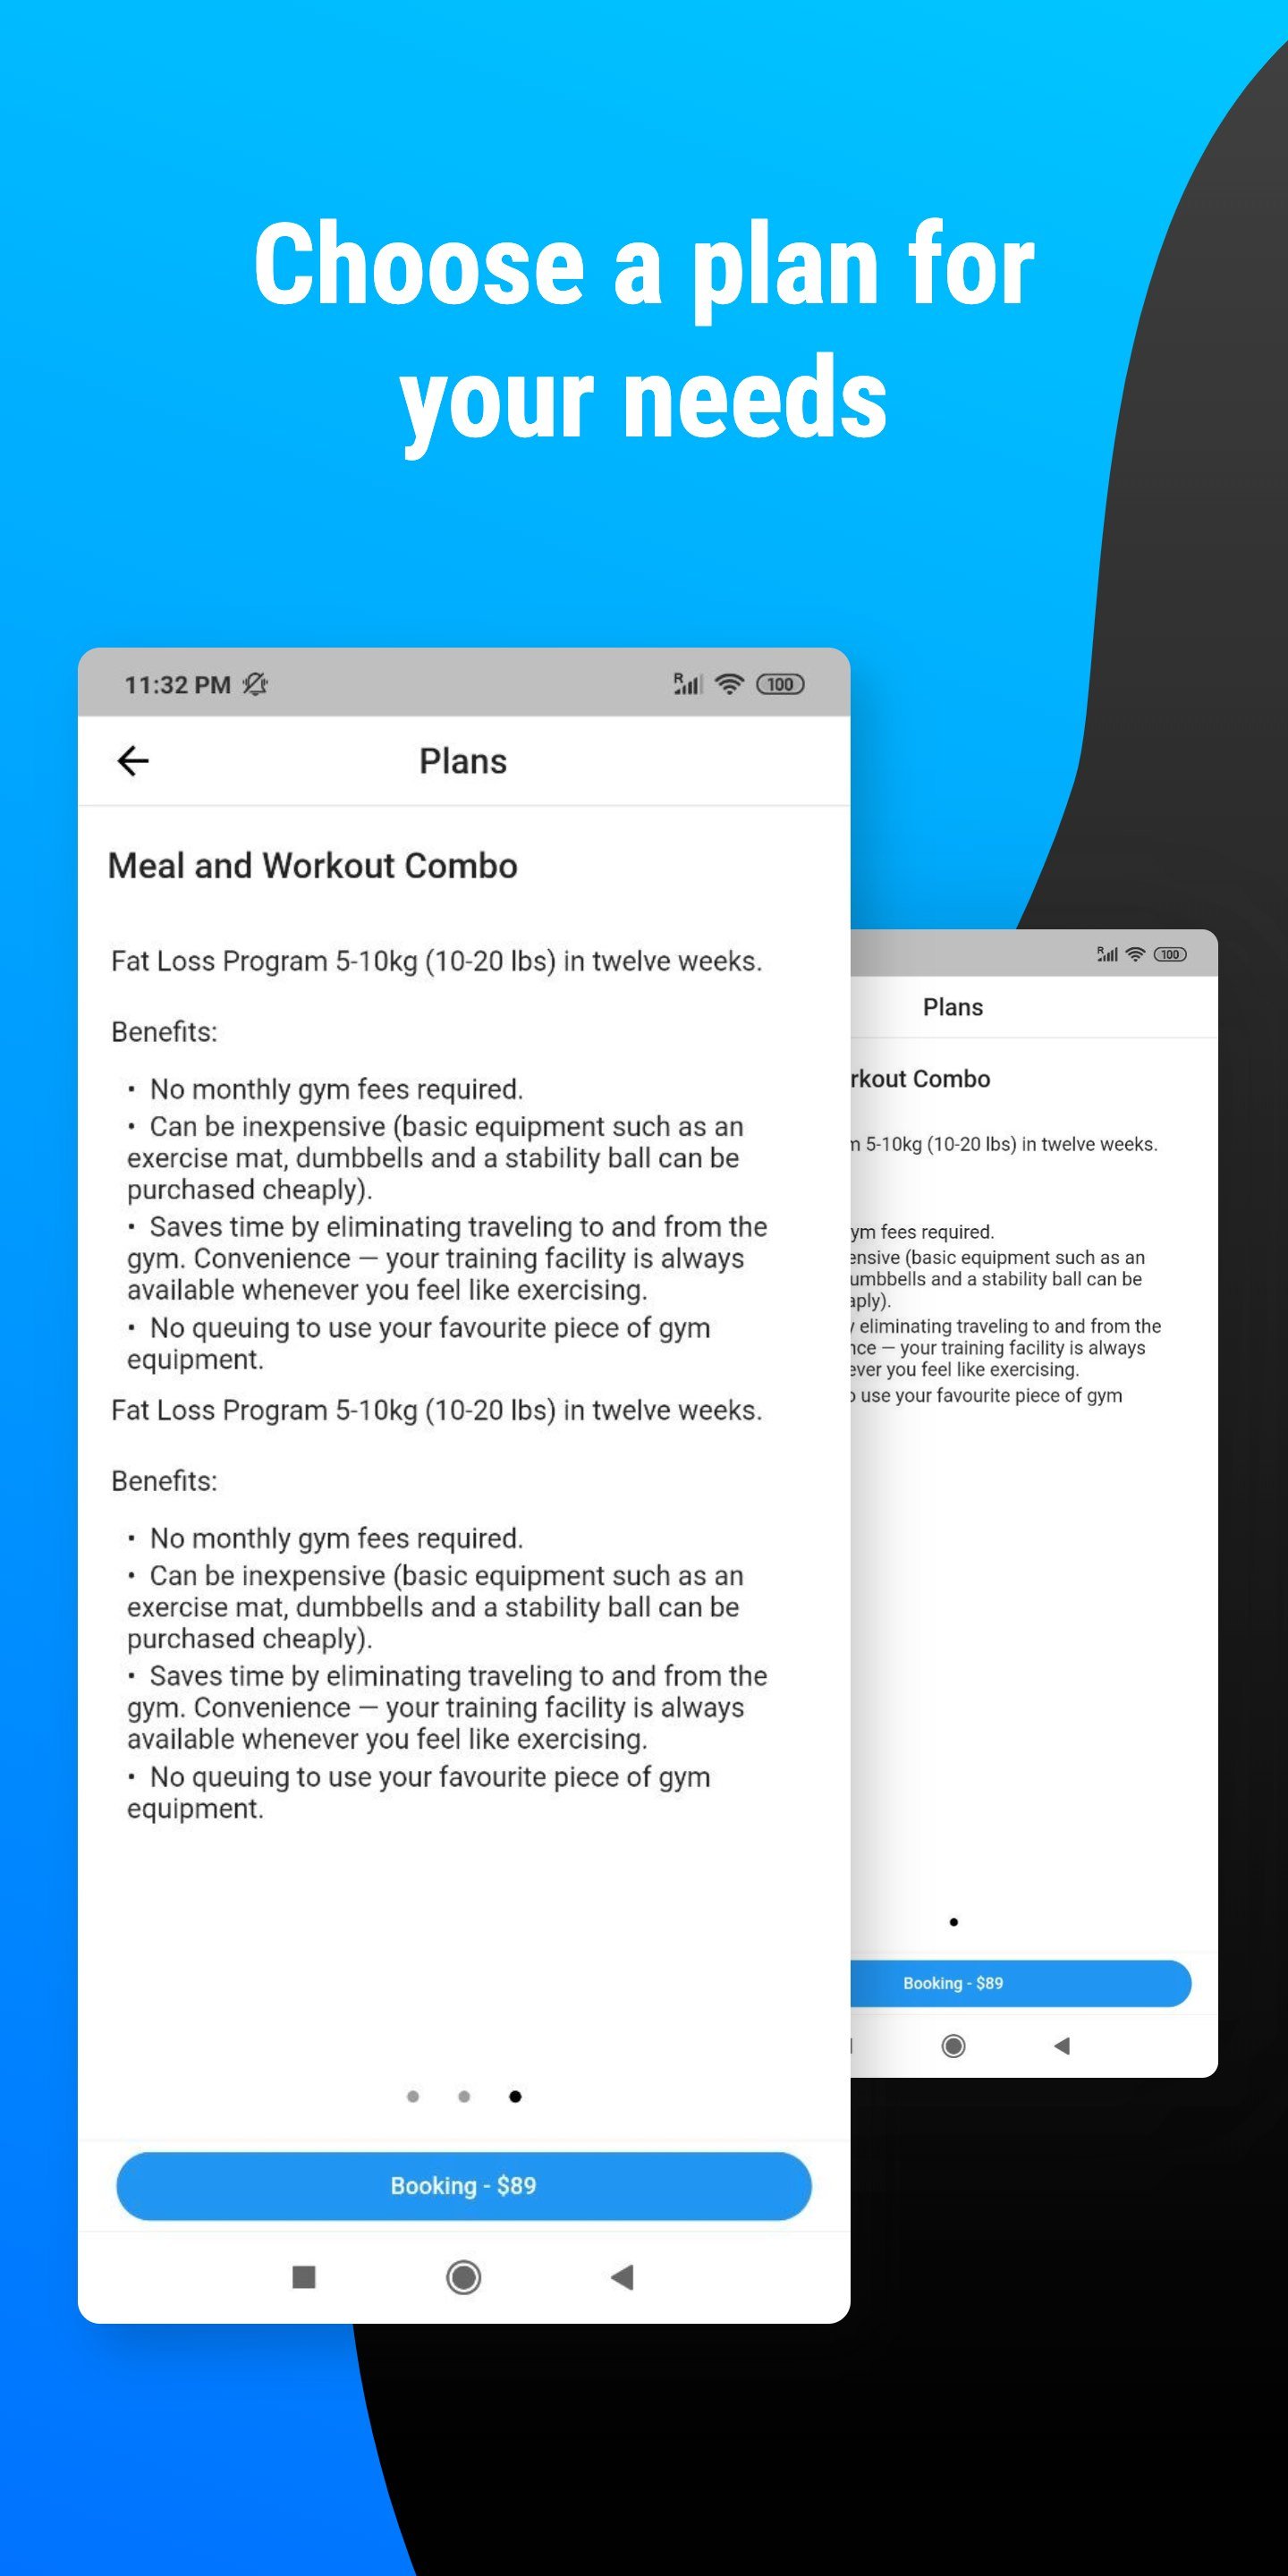 Choose a plan for
your needs
11:32 PM
R
100
Plans
Meal and Workout Combo
Fat Loss Program 5-10kg (10-20 lbs) in twelve weeks.
Benefits:
• No monthly gym fees required.
• Can be inexpensive (basic equipment such as an
exercise mat, dumbbells and a stability ball can be
purchased cheaply).
• Saves time by eliminating traveling to and from the
gym. Convenience — your training facility is always
available whenever you feel like exercising.
• No queuing to use your favourite piece of gym
equipment.
Fat Loss Program 5-10kg (10-20 lbs) in twelve weeks.
Benefits:
• No monthly gym fees required.
• Can be inexpensive (basic equipment such as an
exercise mat, dumbbells and a stability ball can be
purchased cheaply).
• Saves time by eliminating traveling to and from the
gym. Convenience — your training facility is always
available whenever you feel like exercising.
• No queuing to use your favourite piece of gym
equipment.
Booking - $89
R
100
Plans
rkout Combo
5-10kg (10-20 lbs) in twelve weeks.
ym fees required.
ensive (basic equipment such as an
umbbells and a stability ball can be
aply).
eliminating traveling to and from the
nce — your training facility is always
ever you feel like exercising.
use your favourite piece of gym
Booking - $89